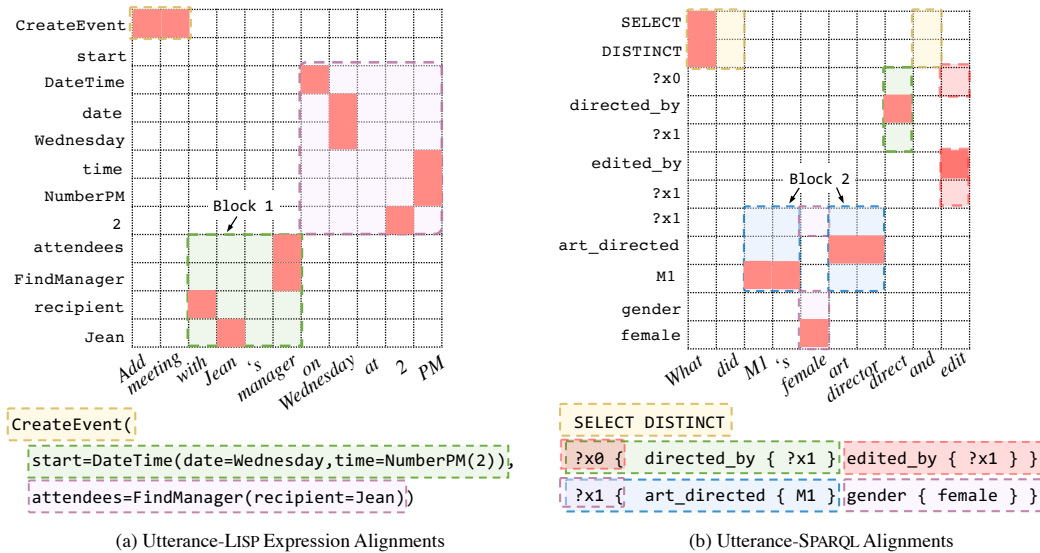 CreateEvent
start
DateTime
date
Wednesday
time
NumberPM
2
attendees
FindManager
recipient
Jean
Block 1
Add
meeting
with
Jean
‘s
manager
on
Wednesday
at
2
PM
CreateEvent(
start=DateTime(date=Wednesday,time=NumberPM(2)),
attendees=FindManager(recipient=Jean))
(a) Utterance-LISP Expression Alignments
SELECT
DISTINCT
?x0
directed_by
?x1
edited_by
?x1
?x1
art_directed
M1
gender
female
Block 2
What
did
M1
‘s
female
art
director
direct
and
edit
SELECT DISTINCT
?x0 { directed_by { ?x1 } edited_by { ?x1 } }
?x1 { art_directed { M1 } gender { female } }
(b) Utterance-SPARQL Alignments